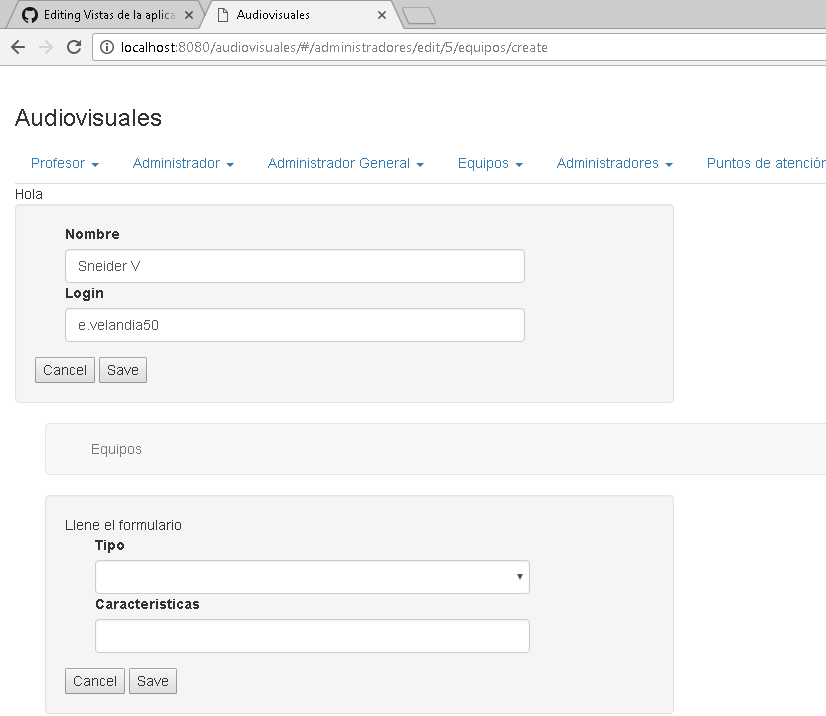 Editing Vistas de la aplica
Audiovisuales
localhost:8080/audiovisuales/#/administradores/edit/5/equipos/create
Audiovisuales
Profesor Administrador Administrador General Equipos Administradores Puntos de atención
Hola
Nombre
Sneider V
Login
e.velandia50
Cancel Save
Equipos
Llene el formulario
Tipo
Caracteristicas
Cancel Save